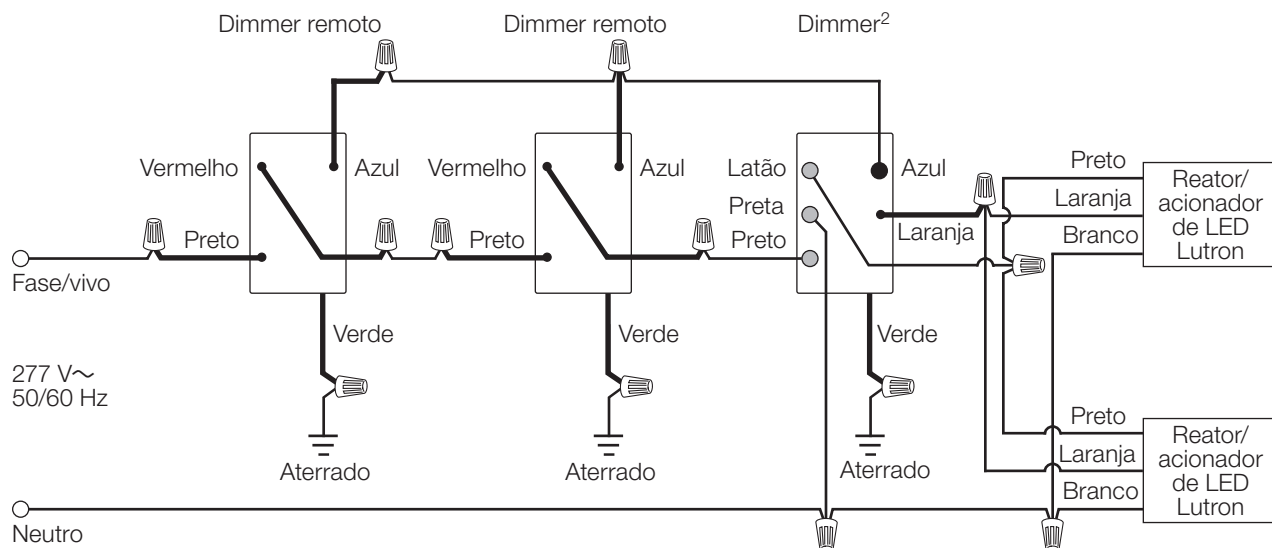 Dimmer remoto
Dimmer remoto
Dimmer²
Vermelho
Azul
Vermelho
Azul
Latão
Azul
Preto
Reator/
acionador
de LED
Lutron
Preta
Laranja
Preto
Preto
Preto
Laranja
Branco
Fase/vivo
Verde
Verde
Verde
277 V~
50/60 Hz
Preto
Reator/
acionador
de LED
Lutron
Aterrado
Aterrado
Aterrado
Laranja
Branco
Neutro